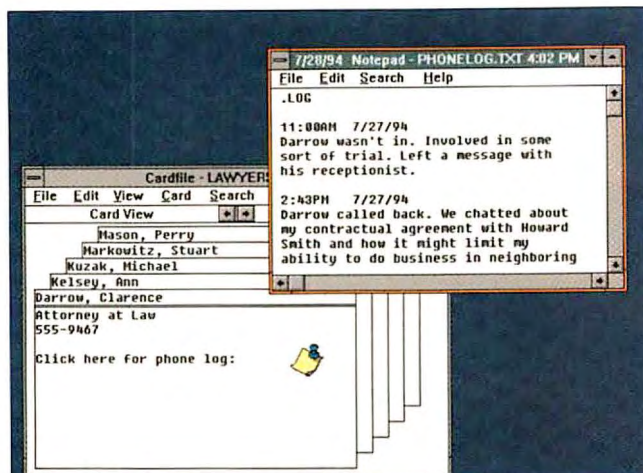 7/28/94 Notepad - PHONELOG.TXT 4:02 PM
File Edit Search Help
.LOG
11:00AM 7/27/94
Darrow wasn't in. Involved in some
sort of trial. Left a message with
his receptionist.
2:43PM 7/27/94
Darrow called back. We chatted about
my contractual agreement with Howard
Smith and how it might limit my
ability to do business in neighboring
Cardfile - LAWYERS
File Edit View Card Search
Card View
Mason, Perry
Markowitz, Stuart
Kuzak, Michael
Kelsey, Ann
Darrow, Clarence
Attorney at Law
555-9467
Click here for phone log: